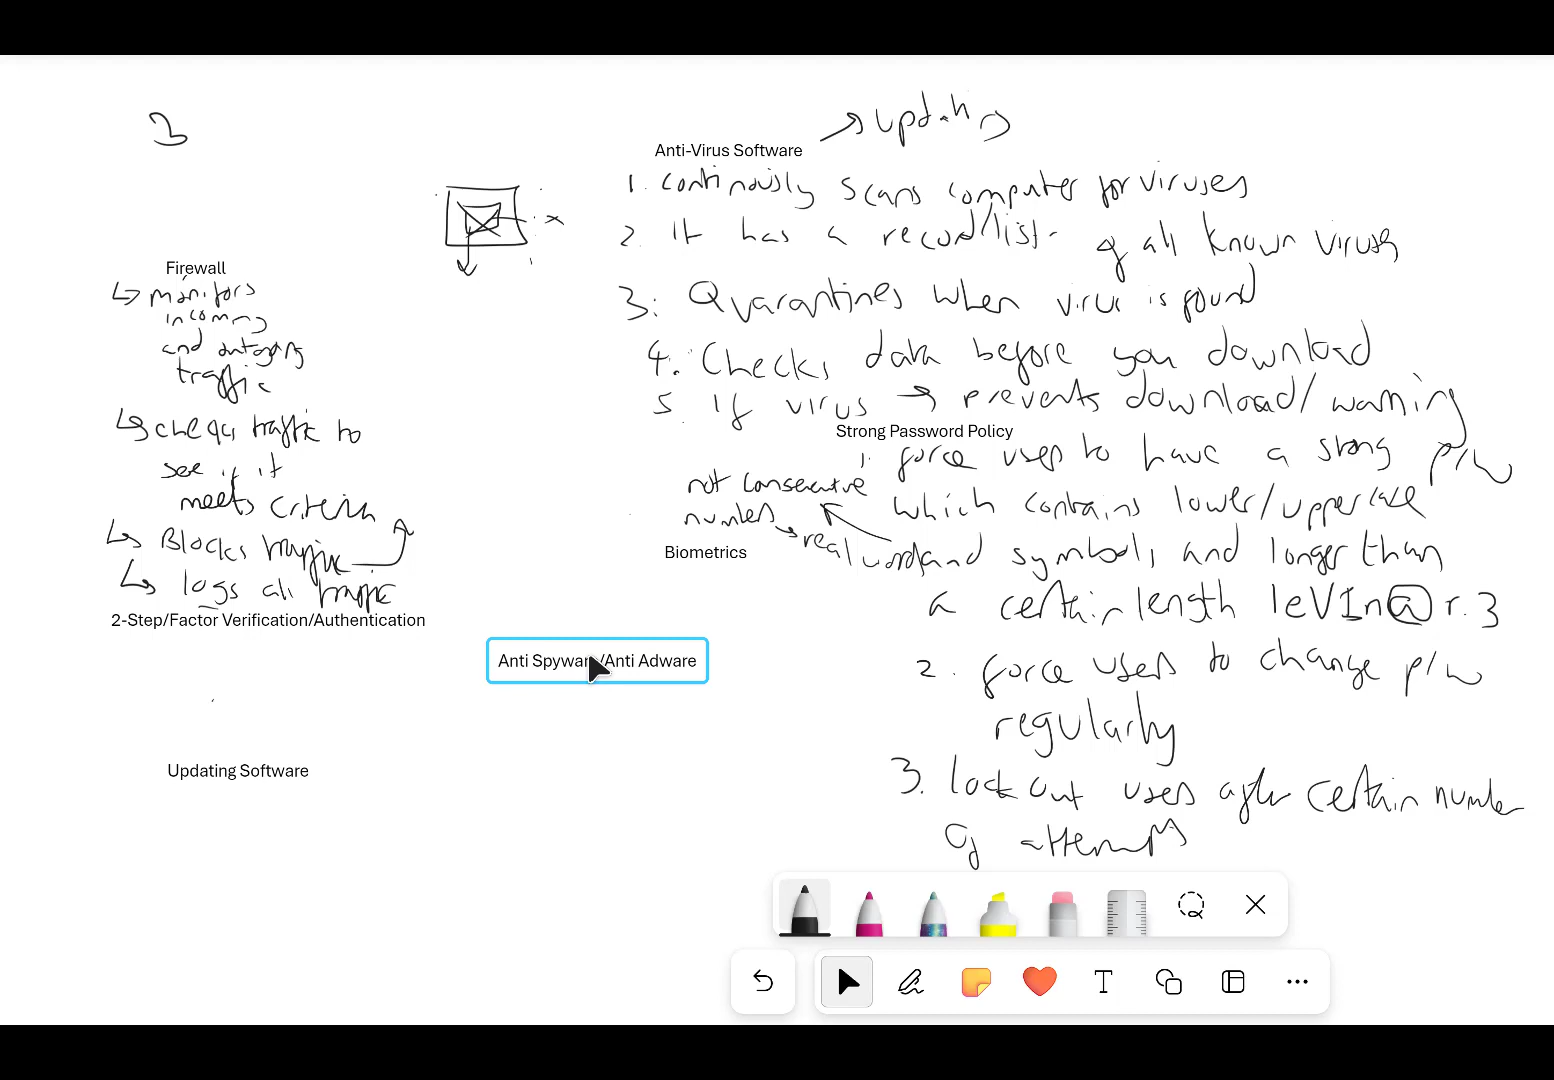 3
Firewall
↳ monitors
incoming
and outgoing
traffic
↳ checks traffic to
see if it
meets criteria
↳ Blocks traffic
↳ logs all traffic
2-Step/Factor Verification/Authentication
Updating Software
Anti-Virus Software
→ updating
1. continously scans computer for viruses
2. It has a record/list of all known viruses
3: Quarantines when virus is found
4. Checks data before you download
5. If virus → prevents download/warning
Strong Password Policy
1. force users to have a strong p/w
which contains lower/uppercase
and symbols and longer than
a certain length leVIn@r.3
not consecutive
numbers
→ real words
2. force users to change p/w
regularly
3. lock out users after certain number
of attempts
Biometrics
Anti Spyware/Anti Adware
T